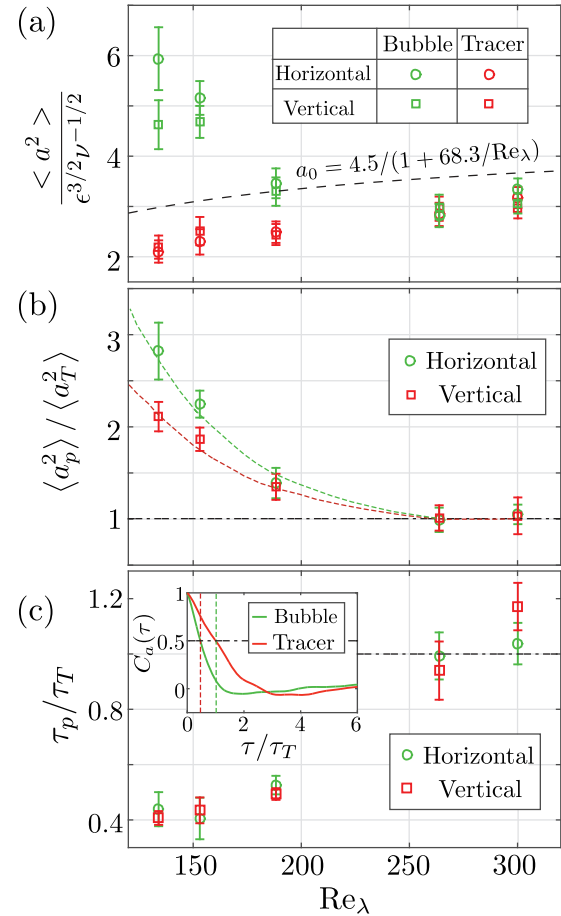 (a)
< a² > / ϵ^{3/2}ν^{−1/2}
6
4
2
Bubble Tracer
Horizontal
Vertical
a₀ = 4.5/(1 + 68.3/Re_λ)
(b)
⟨a_p²⟩ / ⟨a_T²⟩
3
2
1
Horizontal
Vertical
(c)
τ_p/τ_T
1.2
0.8
0.4
C_a(τ)
1
0.5
0
Bubble
Tracer
0 2 4 6
τ/τ_T
Horizontal
Vertical
150 200 250 300
Re_λ